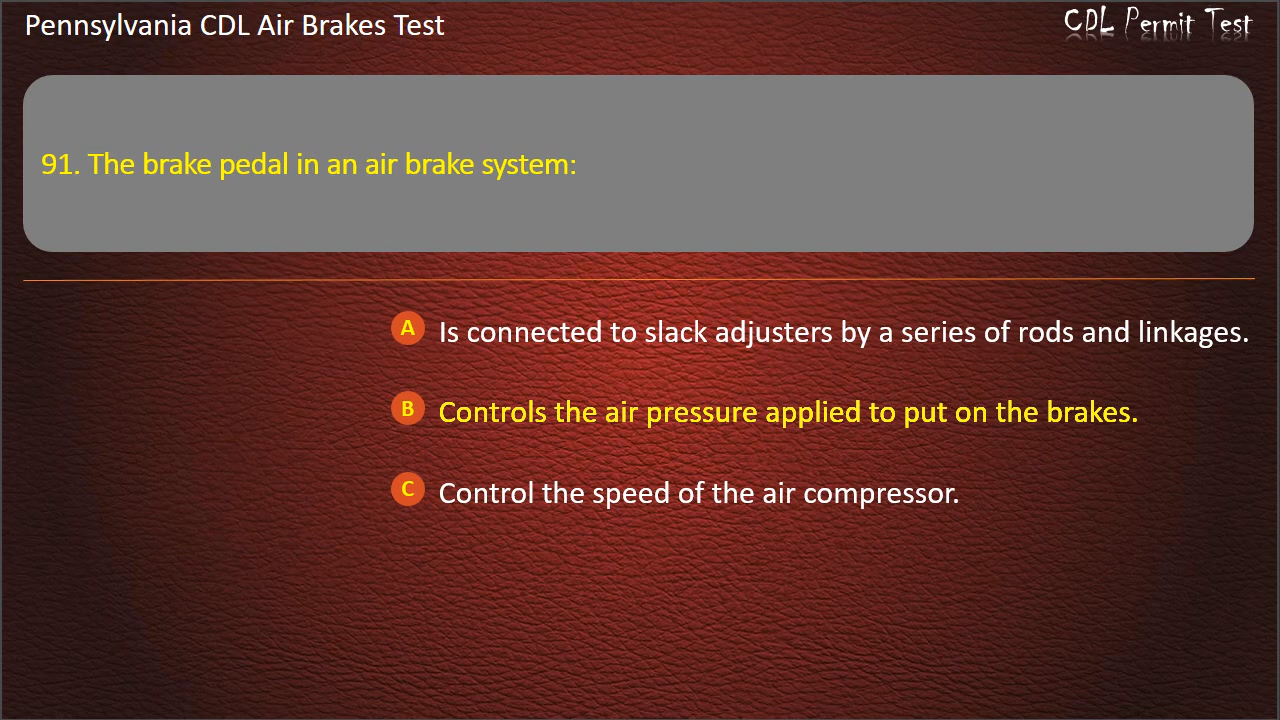 Pennsylvania CDL Air Brakes Test
CDL Permit Test
91. The brake pedal in an air brake system:
A Is connected to slack adjusters by a series of rods and linkages.
B Controls the air pressure applied to put on the brakes.
C Control the speed of the air compressor.